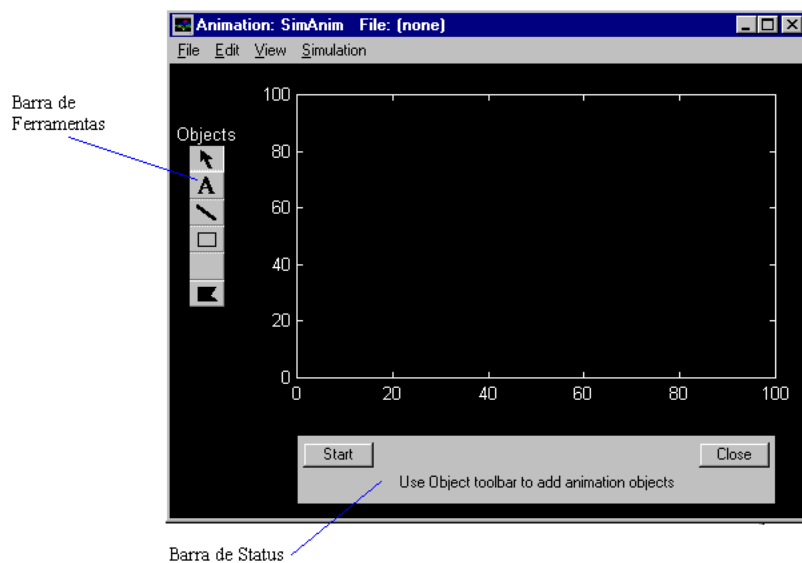 Animation: SimAnim File: (none)
File Edit View Simulation
Barra de
Ferramentas
Objects
A
100
80
60
40
20
0
0 20 40 60 80 100
Start
Close
Use Object toolbar to add animation objects
Barra de Status